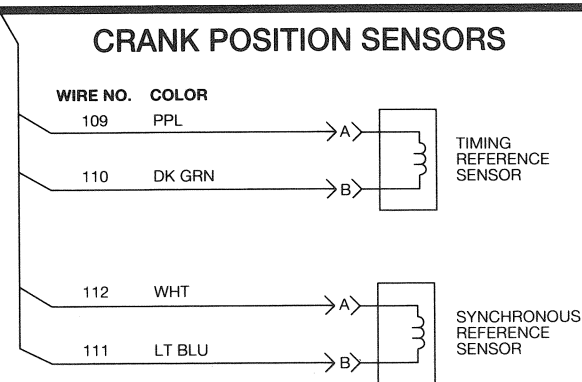 CRANK POSITION SENSORS
WIRE NO. COLOR
109 PPL A
TIMING
REFERENCE
SENSOR
110 DK GRN B
112 WHT A
SYNCHRONOUS
REFERENCE
SENSOR
111 LT BLU B